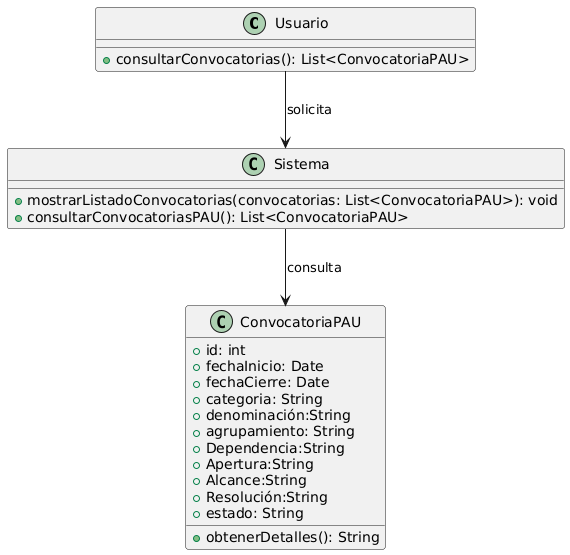 C Usuario
consultarConvocatorias(): List<ConvocatoriaPAU>
solicita
C Sistema
mostrarListadoConvocatorias(convocatorias: List<ConvocatoriaPAU>): void
consultarConvocatoriasPAU(): List<ConvocatoriaPAU>
consulta
C ConvocatoriaPAU
id: int
fechaInicio: Date
fechaCierre: Date
categoria: String
denominación:String
agrupamiento: String
Dependencia:String
Apertura:String
Alcance:String
Resolución:String
estado: String
obtenerDetalles(): String